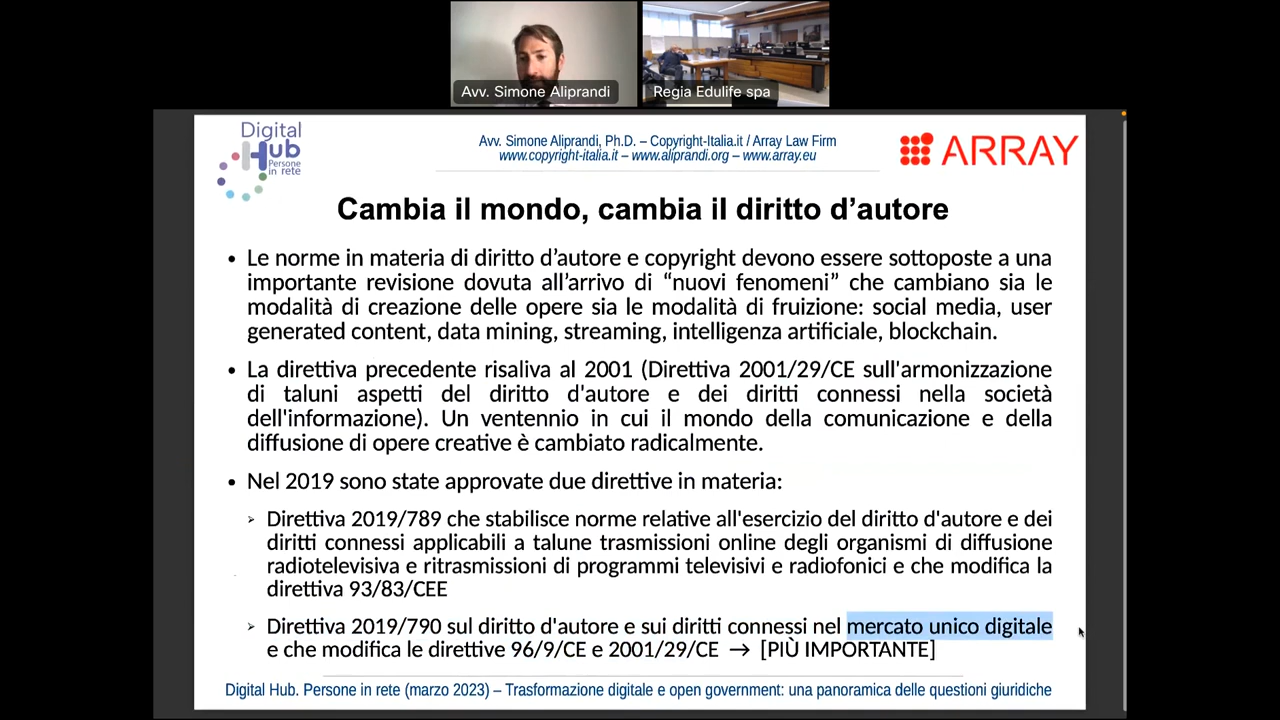 Avv. Simone Aliprandi
Regia Edulife spa
Digital
Hub
Persone
in rete
Avv. Simone Aliprandi, Ph.D. – Copyright-Italia.it / Array Law Firm
www.copyright-italia.it – www.aliprandi.org – www.array.eu
ARRAY
Cambia il mondo, cambia il diritto d’autore
• Le norme in materia di diritto d’autore e copyright devono essere sottoposte a una
importante revisione dovuta all’arrivo di “nuovi fenomeni” che cambiano sia le
modalità di creazione delle opere sia le modalità di fruizione: social media, user
generated content, data mining, streaming, intelligenza artificiale, blockchain.
• La direttiva precedente risaliva al 2001 (Direttiva 2001/29/CE sull'armonizzazione
di taluni aspetti del diritto d'autore e dei diritti connessi nella società
dell'informazione). Un ventennio in cui il mondo della comunicazione e della
diffusione di opere creative è cambiato radicalmente.
• Nel 2019 sono state approvate due direttive in materia:
➢ Direttiva 2019/789 che stabilisce norme relative all'esercizio del diritto d'autore e dei
diritti connessi applicabili a talune trasmissioni online degli organismi di diffusione
radiotelevisiva e ritrasmissioni di programmi televisivi e radiofonici e che modifica la
direttiva 93/83/CEE
➢ Direttiva 2019/790 sul diritto d'autore e sui diritti connessi nel mercato unico digitale
e che modifica le direttive 96/9/CE e 2001/29/CE → [PIÙ IMPORTANTE]
Digital Hub. Persone in rete (marzo 2023) – Trasformazione digitale e open government: una panoramica delle questioni giuridiche